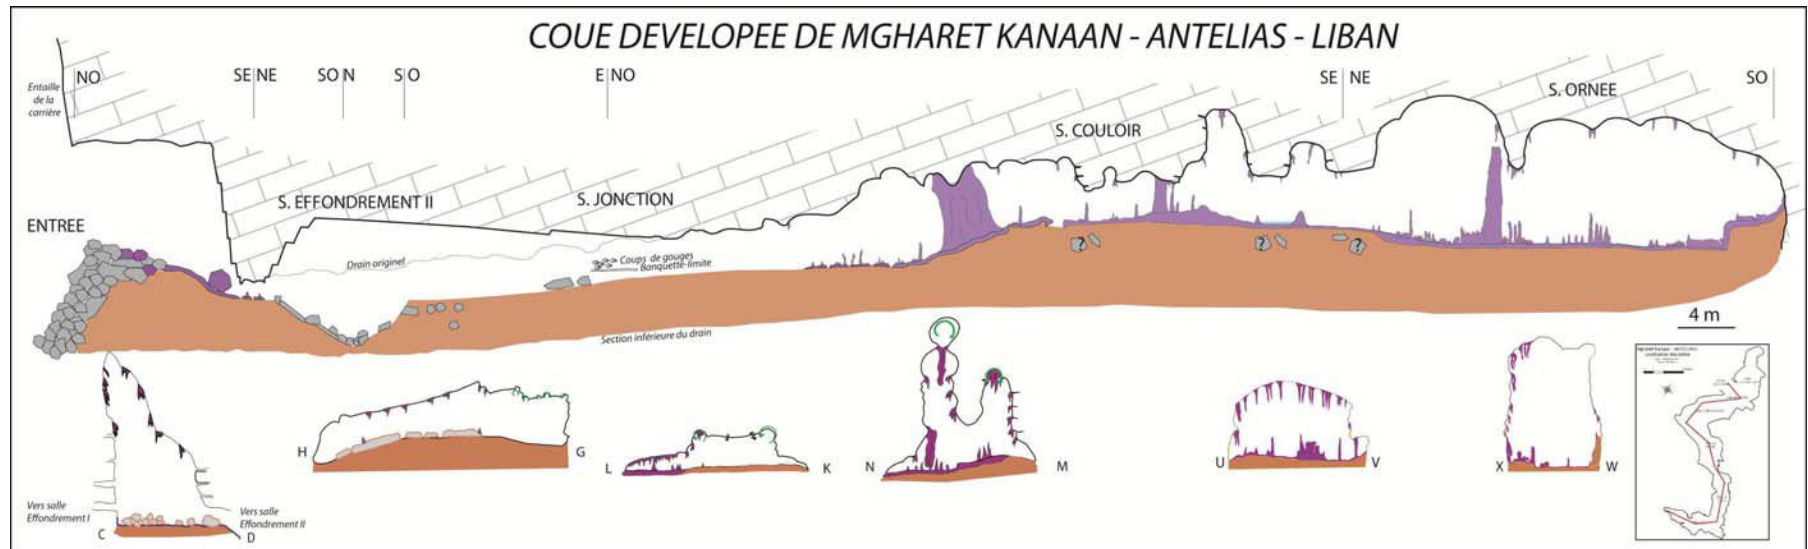 COUE DEVELOPEE DE MGHARET KANAAN - ANTELIAS - LIBAN
NO
SE NE
SO N
S O
E NO
SE NE
SO
Entaille
de la
carrière
S. ORNEE
S. COULOIR
S. EFFONDREMENT II
S. JONCTION
ENTREE
Drain originel
Coups de gouges
Banquette-limite
? ? ?
Section inférieure du drain
4 m
H G
L K
N M
U V
X W
Vers salle
Effondrement I
Vers salle
Effondrement II
C D